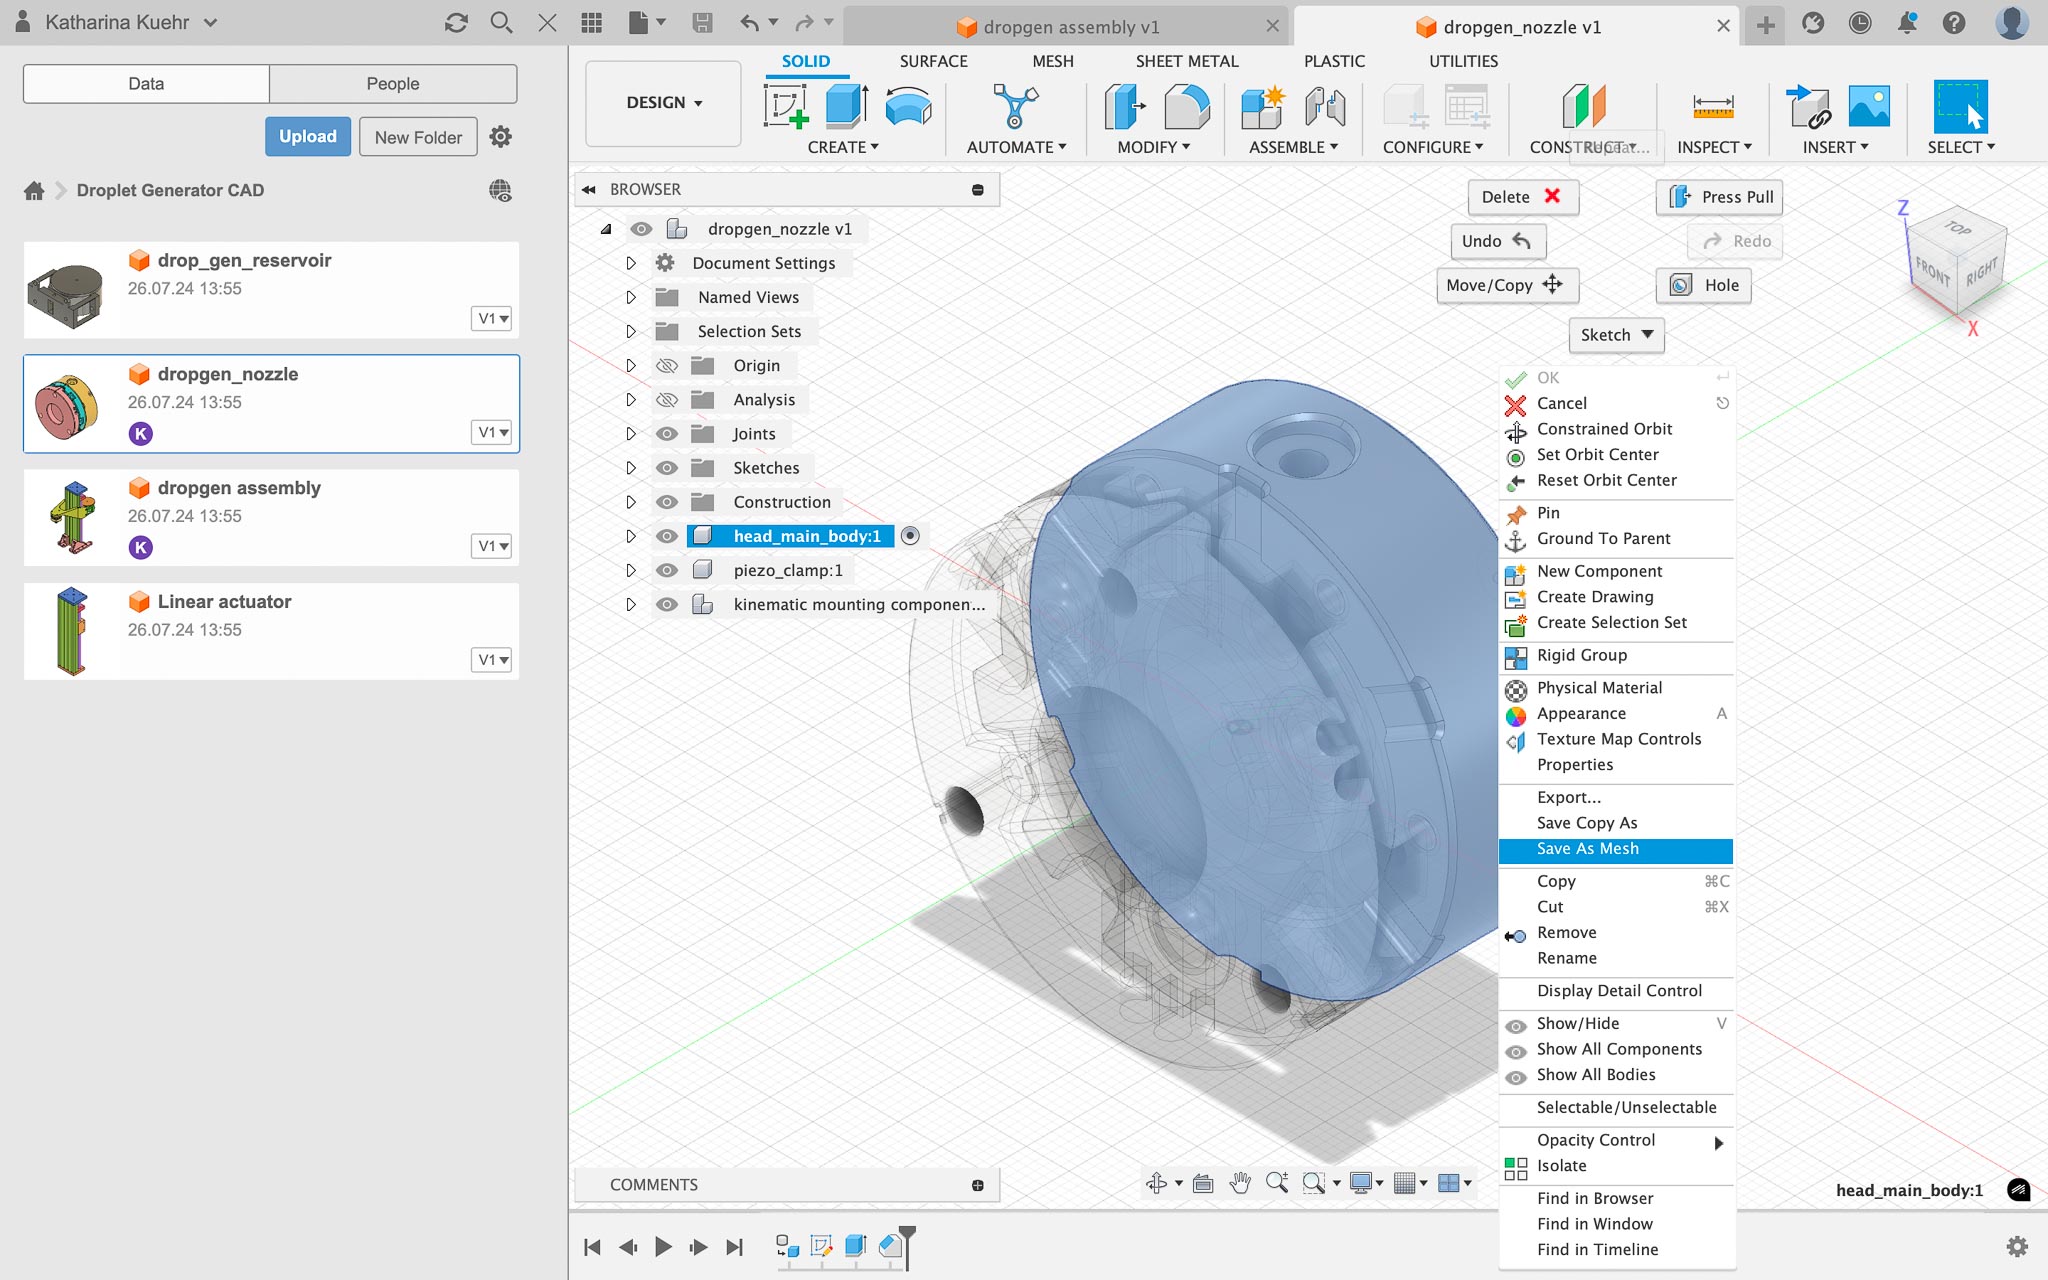 Katharina Kuehr
dropgen assembly v1
dropgen_nozzle v1
Data
People
Upload
New Folder
Droplet Generator CAD
drop_gen_reservoir
26.07.24 13:55
V1
dropgen_nozzle
26.07.24 13:55
K
V1
dropgen assembly
26.07.24 13:55
K
V1
Linear actuator
26.07.24 13:55
V1
DESIGN
SOLID
SURFACE
MESH
SHEET METAL
PLASTIC
UTILITIES
CREATE
AUTOMATE
MODIFY
ASSEMBLE
CONFIGURE
CONSTRUCT
INSPECT
INSERT
SELECT
Repeat...
BROWSER
dropgen_nozzle v1
Document Settings
Named Views
Selection Sets
Origin
Analysis
Joints
Sketches
Construction
head_main_body:1
piezo_clamp:1
kinematic mounting componen...
Delete
Press Pull
Undo
Redo
Move/Copy
Hole
Sketch
Z
TOP
FRONT
RIGHT
X
OK
Cancel
Constrained Orbit
Set Orbit Center
Reset Orbit Center
Pin
Ground To Parent
New Component
Create Drawing
Create Selection Set
Rigid Group
Physical Material
Appearance A
Texture Map Controls
Properties
Export...
Save Copy As
Save As Mesh
Copy ⌘C
Cut ⌘X
Remove
Rename
Display Detail Control
Show/Hide V
Show All Components
Show All Bodies
Selectable/Unselectable
Opacity Control
Isolate
Find in Browser
Find in Window
Find in Timeline
COMMENTS
head_main_body:1